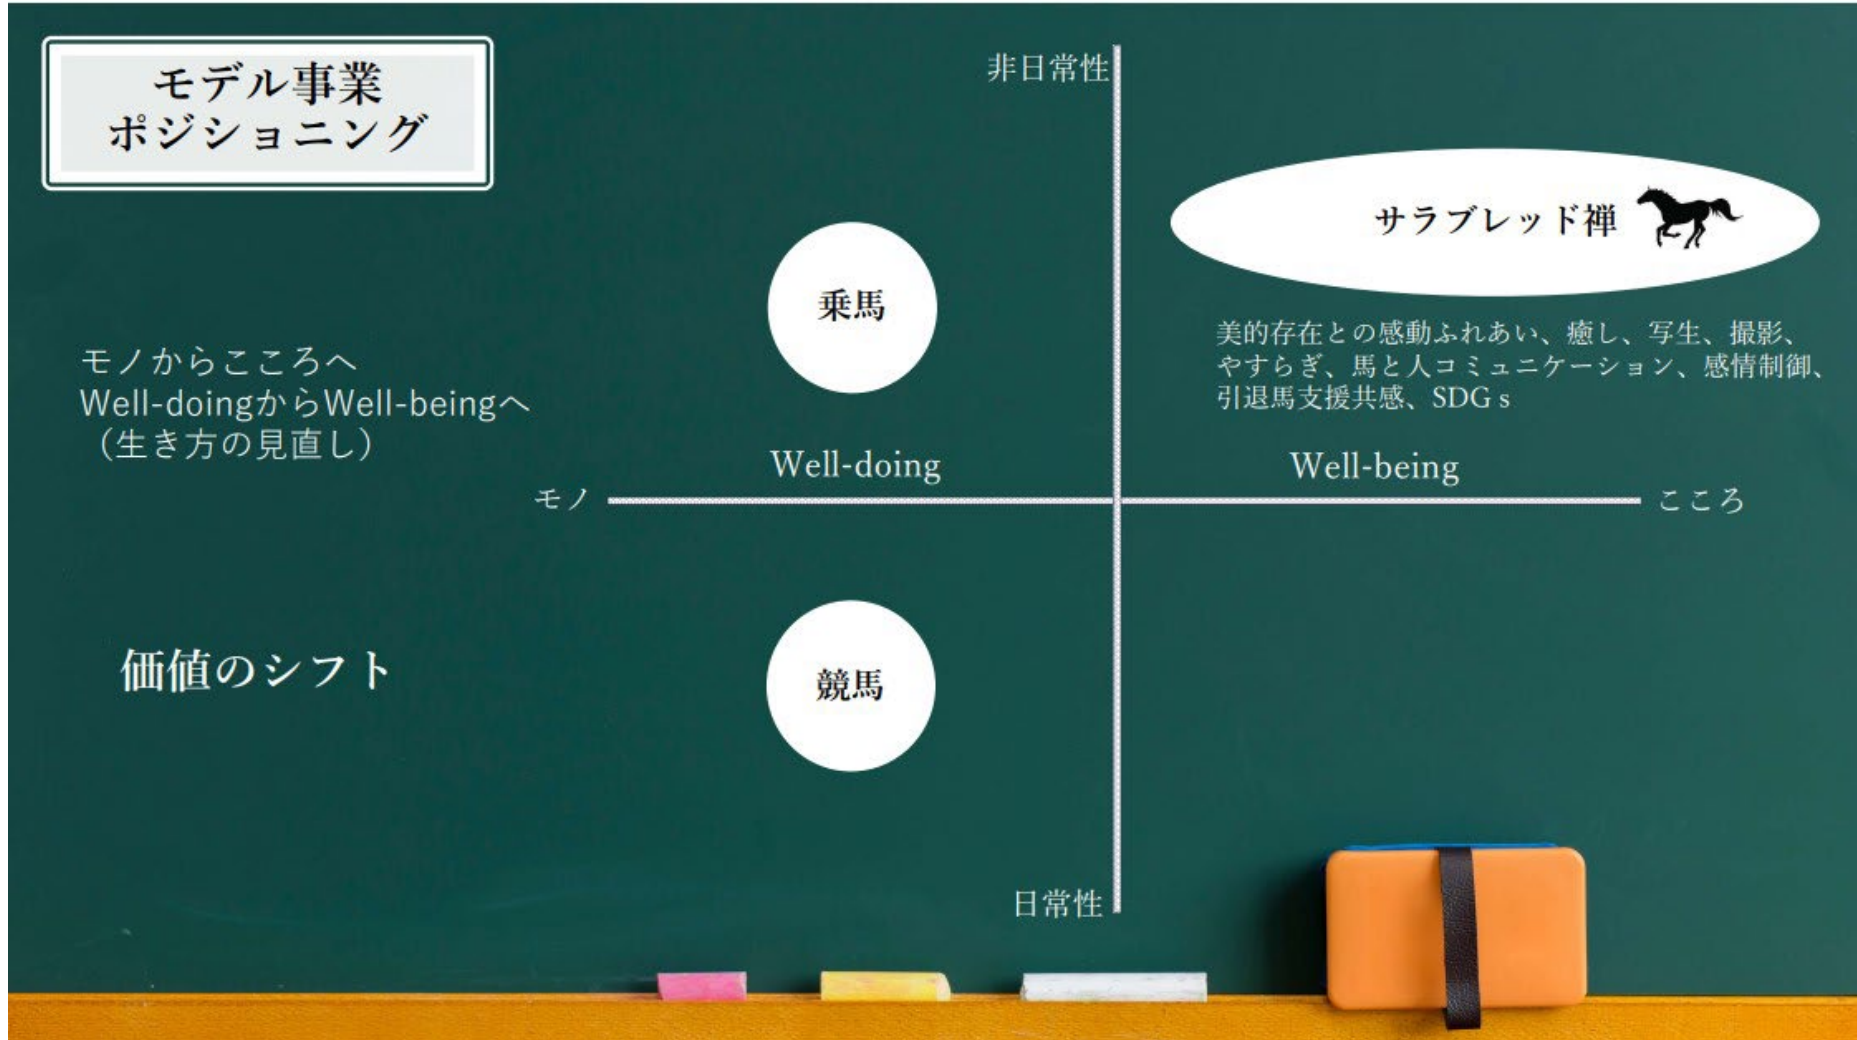 モデル事業
ポジショニング
非日常性
サラブレッド禅
乗馬
美的存在との感動ふれあい、癒し、写生、撮影、
やすらぎ、馬と人コミュニケーション、感情制御、
引退馬支援共感、SDGs
モノからこころへ
Well-doingからWell-beingへ
（生き方の見直し）
Well-doing
Well-being
モノ
こころ
価値のシフト
競馬
日常性